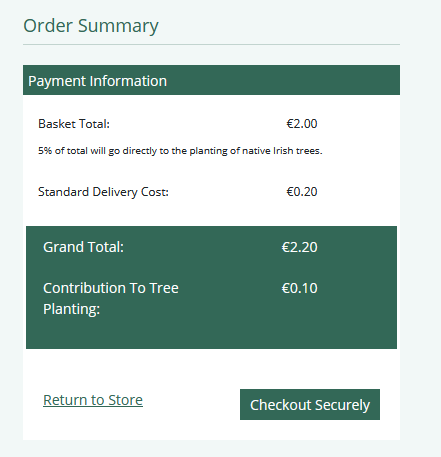 Order Summary
Payment Information
Basket Total: €2.00
5% of total will go directly to the planting of native Irish trees.
Standard Delivery Cost: €0.20
Grand Total: €2.20
Contribution To Tree €0.10
Planting:
Return to Store Checkout Securely